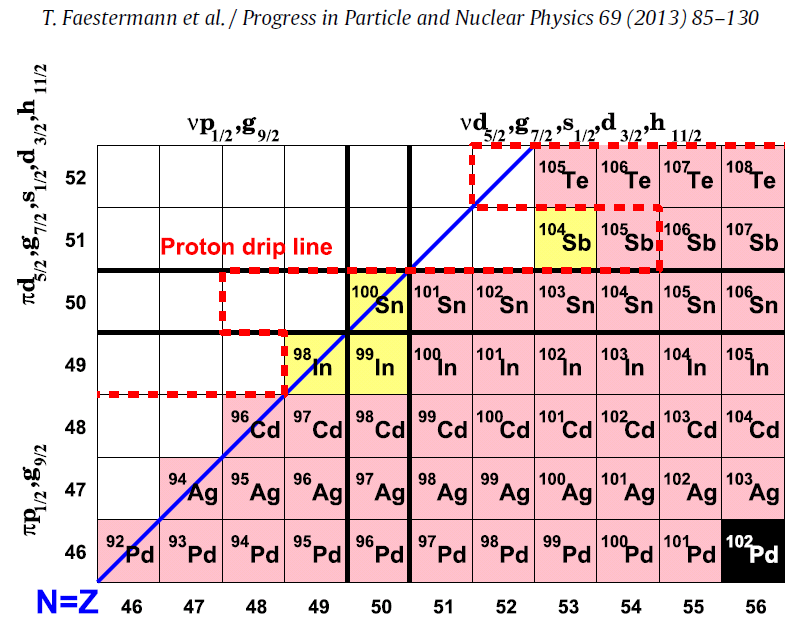 T. Faestermann et al. / Progress in Particle and Nuclear Physics 69 (2013) 85–130
νp1/2,g9/2 νd5/2,g7/2,s1/2,d3/2,h11/2
πd5/2,g7/2,s1/2,d3/2,h11/2
πp1/2,g9/2
52 105Te 106Te 107Te 108Te
51 104Sb 105Sb 106Sb 107Sb
Proton drip line
50 100Sn 101Sn 102Sn 103Sn 104Sn 105Sn 106Sn
49 98In 99In 100In 101In 102In 103In 104In 105In
48 96Cd 97Cd 98Cd 99Cd 100Cd 101Cd 102Cd 103Cd 104Cd
47 94Ag 95Ag 96Ag 97Ag 98Ag 99Ag 100Ag 101Ag 102Ag 103Ag
46 92Pd 93Pd 94Pd 95Pd 96Pd 97Pd 98Pd 99Pd 100Pd 101Pd 102Pd
N=Z 46 47 48 49 50 51 52 53 54 55 56